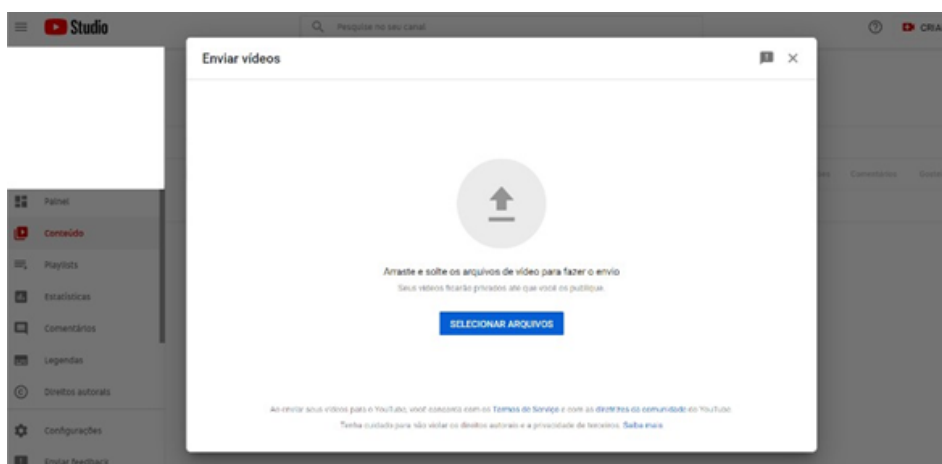 Studio
Pesquise no seu canal
CRIA
Enviar vídeos
Comentários
Painel
Conteúdo
Playlists
Estatísticas
Comentários
Legendas
Direitos autorais
Configurações
Enviar feedback
Arraste e solte os arquivos de vídeo para fazer o envio
Seus vídeos ficarão privados até que você os publique.
SELECIONAR ARQUIVOS
Ao enviar seus vídeos para o YouTube, você concorda com os Termos de Serviço e com as diretrizes da comunidade do YouTube.
Tenha cuidado para não violar os direitos autorais e a privacidade de terceiros. Saiba mais